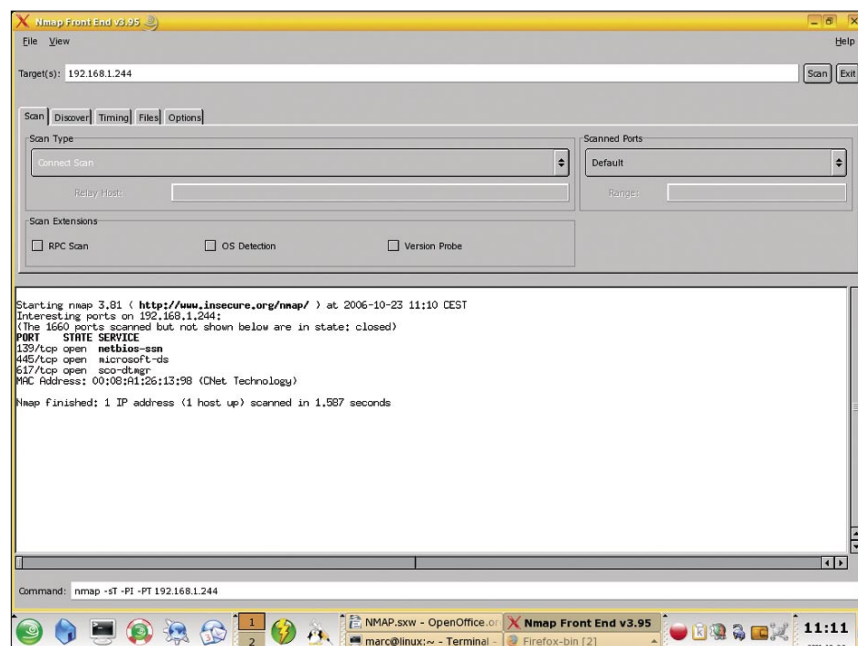 Nmap Front End v3.95
File View Help
Target(s): 192.168.1.244 Scan Exit
Scan Discover Timing Files Options
Scan Type
Connect Scan
Relay Host:
Scanned Ports
Default
Range:
Scan Extensions
RPC Scan OS Detection Version Probe
Starting nmap 3.81 ( http://www.insecure.org/nmap/ ) at 2006-10-23 11:10 CEST
Interesting ports on 192.168.1.244:
(The 1660 ports scanned but not shown below are in state: closed)
PORT STATE SERVICE
139/tcp open netbios-ssn
445/tcp open microsoft-ds
617/tcp open sco-dtmgr
MAC Address: 00:08:A1:26:13:98 (CNet Technology)
Nmap finished: 1 IP address (1 host up) scanned in 1.587 seconds
Command: nmap -sT -PI -PT 192.168.1.244
1
2
NMAP.sxw - OpenOffice.or
Nmap Front End v3.95
marc@linux:~ - Terminal -
Firefox-bin [2]
11:11